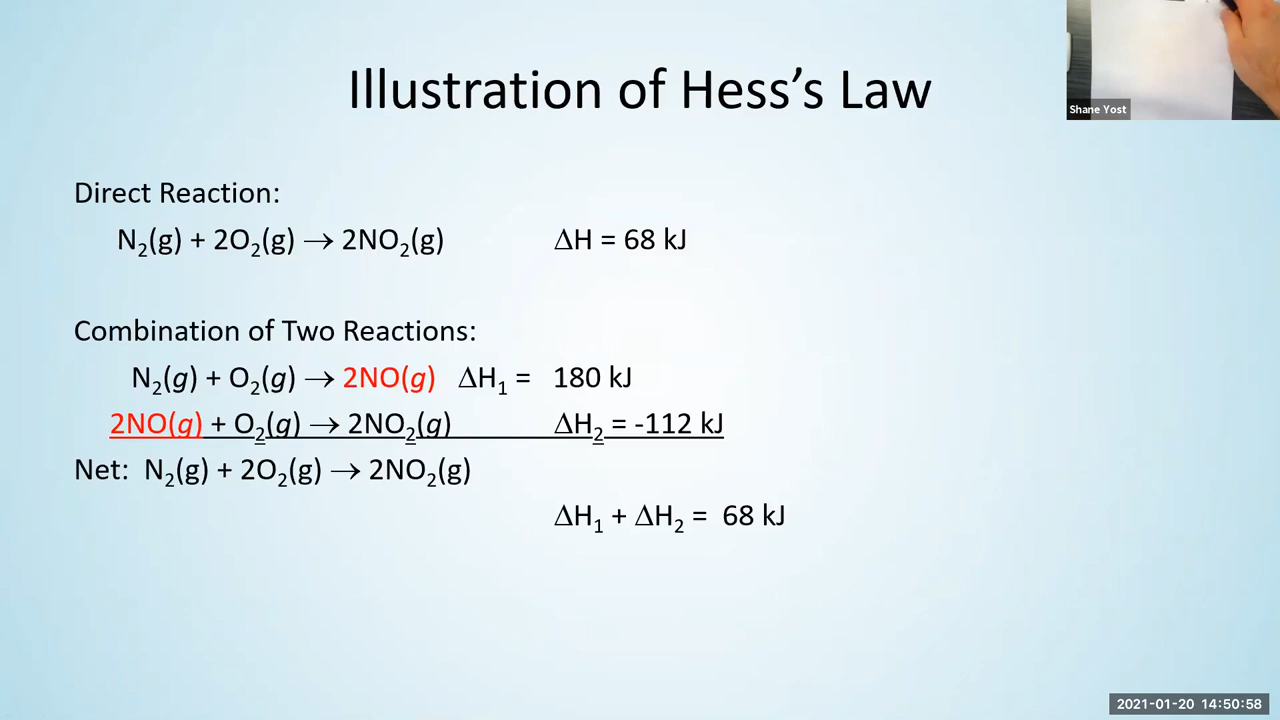 Illustration of Hess’s Law
Shane Yost
Direct Reaction:
N₂(g) + 2O₂(g) → 2NO₂(g) ΔH = 68 kJ
Combination of Two Reactions:
N₂(g) + O₂(g) → 2NO(g) ΔH₁ = 180 kJ
2NO(g) + O₂(g) → 2NO₂(g) ΔH₂ = -112 kJ
Net: N₂(g) + 2O₂(g) → 2NO₂(g)
ΔH₁ + ΔH₂ = 68 kJ
2021-01-20 14:50:58